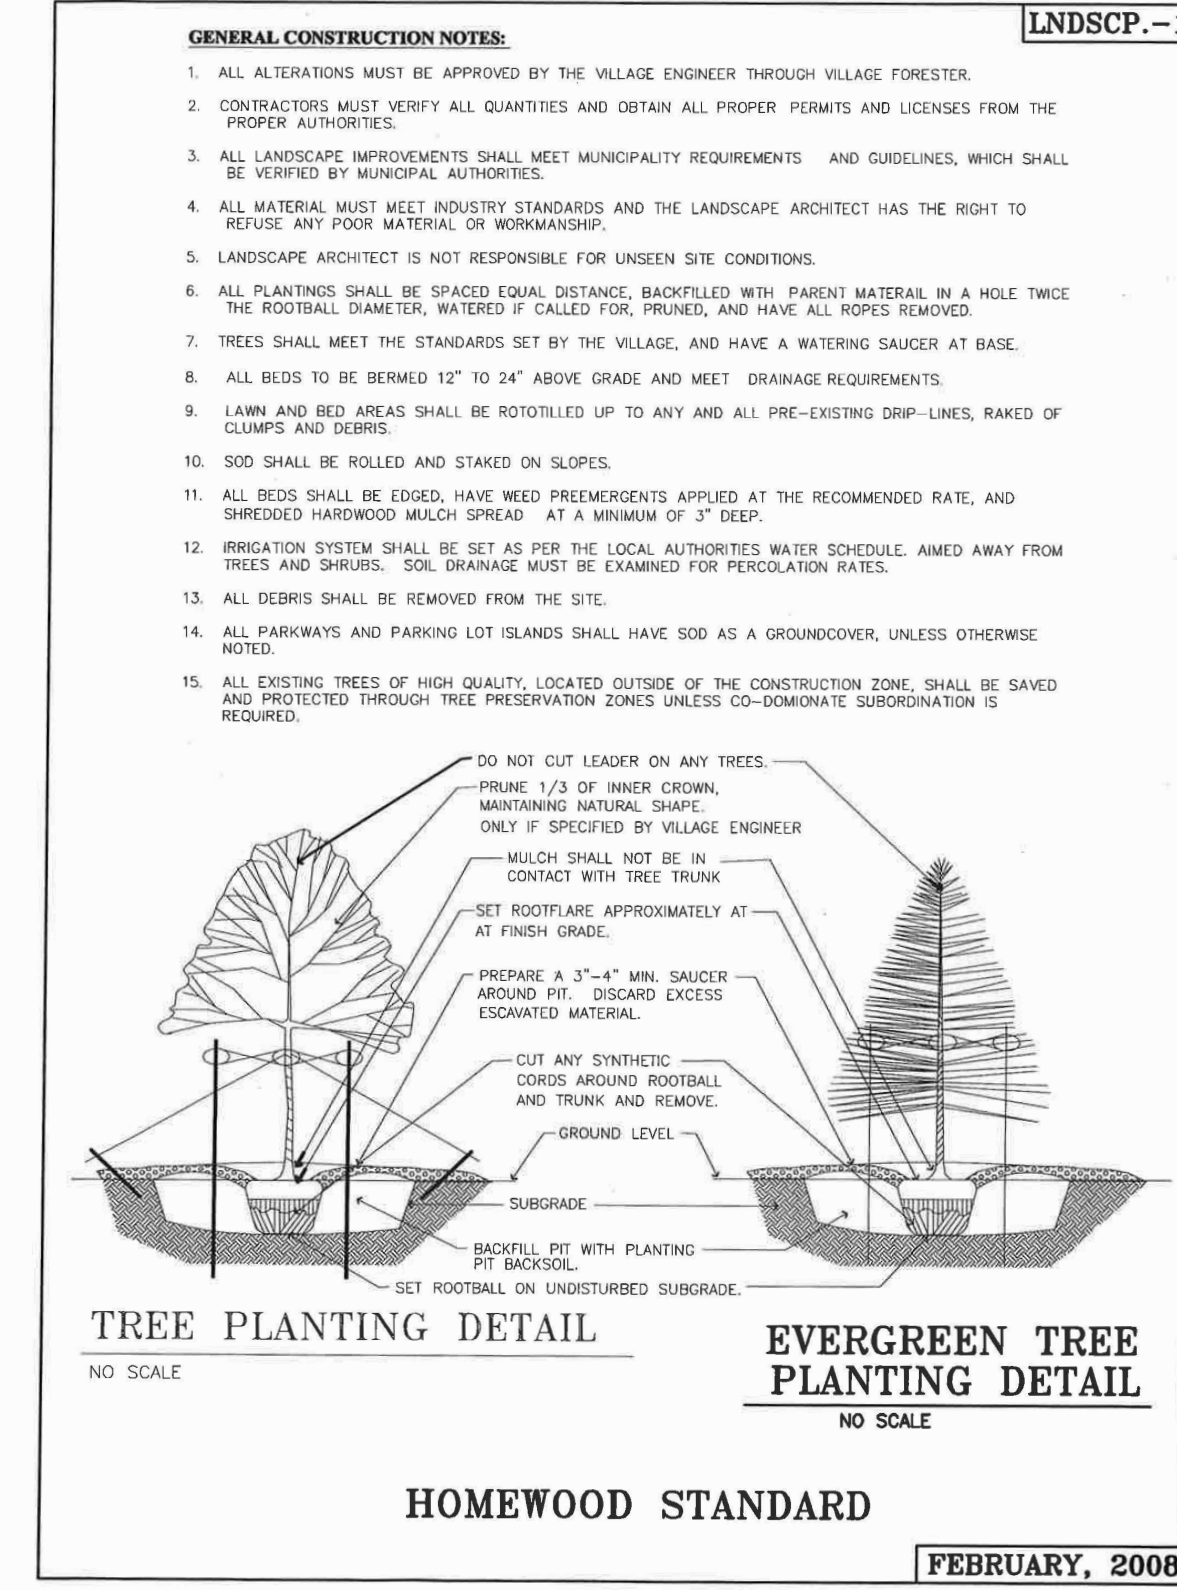 LNDSCP.-
GENERAL CONSTRUCTION NOTES:
1. ALL ALTERATIONS MUST BE APPROVED BY THE VILLAGE ENGINEER THROUGH VILLAGE FORESTER.
2. CONTRACTORS MUST VERIFY ALL QUANTITIES AND OBTAIN ALL PROPER PERMITS AND LICENSES FROM THE
PROPER AUTHORITIES.
3. ALL LANDSCAPE IMPROVEMENTS SHALL MEET MUNICIPALITY REQUIREMENTS AND GUIDELINES, WHICH SHALL
BE VERIFIED BY MUNICIPAL AUTHORITIES.
4. ALL MATERIAL MUST MEET INDUSTRY STANDARDS AND THE LANDSCAPE ARCHITECT HAS THE RIGHT TO
REFUSE ANY POOR MATERIAL OR WORKMANSHIP.
5. LANDSCAPE ARCHITECT IS NOT RESPONSIBLE FOR UNSEEN SITE CONDITIONS.
6. ALL PLANTINGS SHALL BE SPACED EQUAL DISTANCE, BACKFILLED WITH PARENT MATERAIL IN A HOLE TWICE
THE ROOTBALL DIAMETER, WATERED IF CALLED FOR, PRUNED, AND HAVE ALL ROPES REMOVED.
7. TREES SHALL MEET THE STANDARDS SET BY THE VILLAGE, AND HAVE A WATERING SAUCER AT BASE.
8. ALL BEDS TO BE BERMED 12" TO 24" ABOVE GRADE AND MEET DRAINAGE REQUIREMENTS.
9. LAWN AND BED AREAS SHALL BE ROTOTILLED UP TO ANY AND ALL PRE-EXISTING DRIP-LINES, RAKED OF
CLUMPS AND DEBRIS.
10. SOD SHALL BE ROLLED AND STAKED ON SLOPES.
11. ALL BEDS SHALL BE EDGED, HAVE WEED PREEMERGENTS APPLIED AT THE RECOMMENDED RATE, AND
SHREDDED HARDWOOD MULCH SPREAD AT A MINIMUM OF 3" DEEP.
12. IRRIGATION SYSTEM SHALL BE SET AS PER THE LOCAL AUTHORITIES WATER SCHEDULE. AIMED AWAY FROM
TREES AND SHRUBS. SOIL DRAINAGE MUST BE EXAMINED FOR PERCOLATION RATES.
13. ALL DEBRIS SHALL BE REMOVED FROM THE SITE.
14. ALL PARKWAYS AND PARKING LOT ISLANDS SHALL HAVE SOD AS A GROUNDCOVER, UNLESS OTHERWISE
NOTED.
15. ALL EXISTING TREES OF HIGH QUALITY, LOCATED OUTSIDE OF THE CONSTRUCTION ZONE, SHALL BE SAVED
AND PROTECTED THROUGH TREE PRESERVATION ZONES UNLESS CO-DOMIONATE SUBORDINATION IS
REQUIRED.
DO NOT CUT LEADER ON ANY TREES.
PRUNE 1/3 OF INNER CROWN,
MAINTAINING NATURAL SHAPE.
ONLY IF SPECIFIED BY VILLAGE ENGINEER
MULCH SHALL NOT BE IN
CONTACT WITH TREE TRUNK
SET ROOTFLARE APPROXIMATELY AT
AT FINISH GRADE.
PREPARE A 3"-4" MIN. SAUCER
AROUND PIT. DISCARD EXCESS
ESCAVATED MATERIAL.
CUT ANY SYNTHETIC
CORDS AROUND ROOTBALL
AND TRUNK AND REMOVE.
GROUND LEVEL
SUBGRADE
BACKFILL PIT WITH PLANTING
PIT BACKSOIL.
SET ROOTBALL ON UNDISTURBED SUBGRADE.
TREE PLANTING DETAIL
NO SCALE
EVERGREEN TREE
PLANTING DETAIL
NO SCALE
HOMEWOOD STANDARD
FEBRUARY, 2008